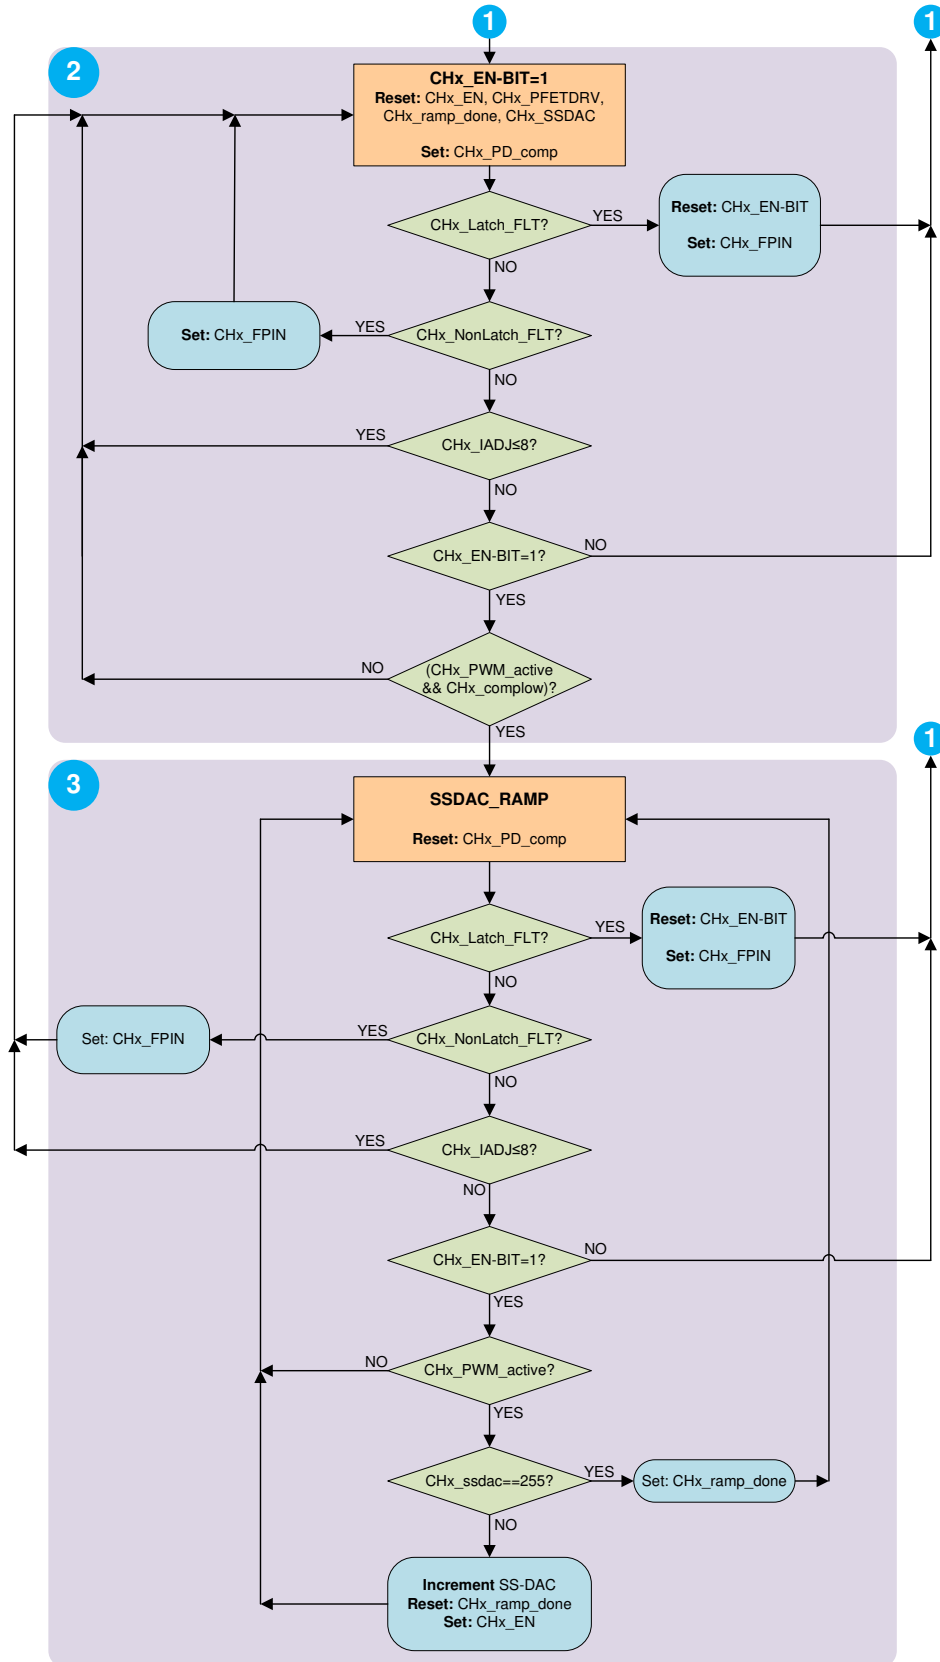 1
1
2
CHx_EN-BIT=1
Reset: CHx_EN, CHx_PFETDRV,
CHx_ramp_done, CHx_SSDAC
Set: CHx_PD_comp
CHx_Latch_FLT?
YES
Reset: CHx_EN-BIT
Set: CHx_FPIN
NO
CHx_NonLatch_FLT?
YES
Set: CHx_FPIN
NO
CHx_IADJ≤8?
YES
NO
CHx_EN-BIT=1?
NO
YES
(CHx_PWM_active
&& CHx_complow)?
NO
YES
1
3
SSDAC_RAMP
Reset: CHx_PD_comp
CHx_Latch_FLT?
YES
Reset: CHx_EN-BIT
Set: CHx_FPIN
NO
CHx_NonLatch_FLT?
YES
Set: CHx_FPIN
NO
CHx_IADJ≤8?
YES
NO
CHx_EN-BIT=1?
NO
YES
CHx_PWM_active?
NO
YES
CHx_ssdac==255?
YES
Set: CHx_ramp_done
NO
Increment SS-DAC
Reset: CHx_ramp_done
Set: CHx_EN